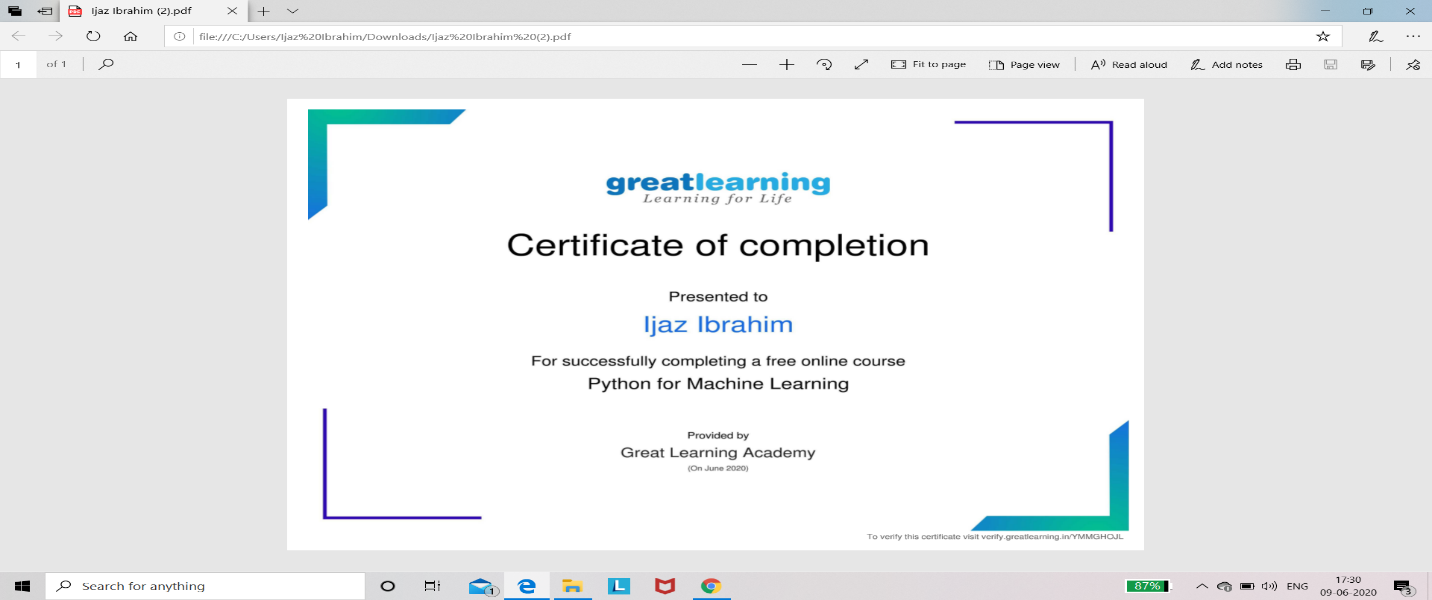 Ijaz Ibrahim (2).pdf
file:///C:/Users/Ijaz%20Ibrahim/Downloads/Ijaz%20Ibrahim%20(2).pdf
1 of 1 Fit to page Page view Read aloud Add notes
greatlearning
Learning for Life
Certificate of completion
Presented to
Ijaz Ibrahim
For successfully completing a free online course
Python for Machine Learning
Provided by
Great Learning Academy
(On June 2020)
To verify this certificate visit verify.greatlearning.in/YMMGHOJL
Search for anything 1 L 87% ENG 17:30
09-06-2020 3